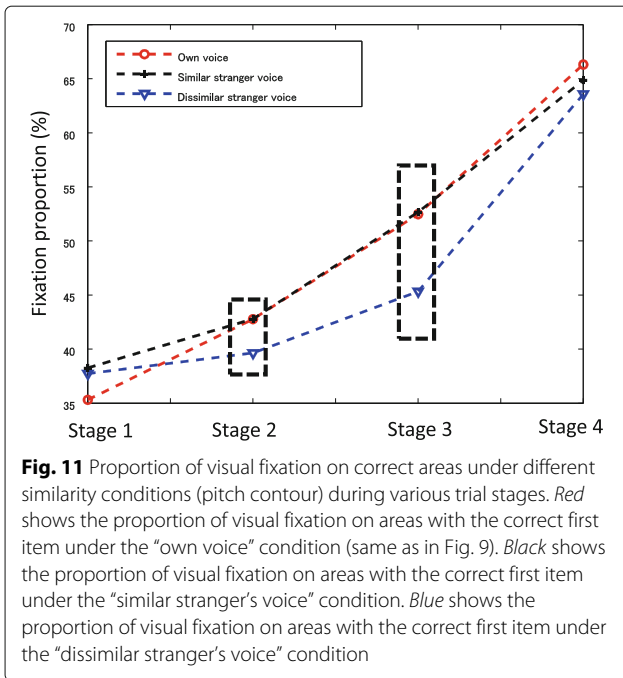 70
65
60
55
50
45
40
35
Fixation proportion (%)
Own voice
Similar stranger voice
Dissimilar stranger voice
Stage 1
Stage 2
Stage 3
Stage 4
Fig. 11 Proportion of visual fixation on correct areas under different
similarity conditions (pitch contour) during various trial stages. Red
shows the proportion of visual fixation on areas with the correct first
item under the “own voice” condition (same as in Fig. 9). Black shows
the proportion of visual fixation on areas with the correct first item
under the “similar stranger’s voice” condition. Blue shows the
proportion of visual fixation on areas with the correct first item under
the “dissimilar stranger’s voice” condition